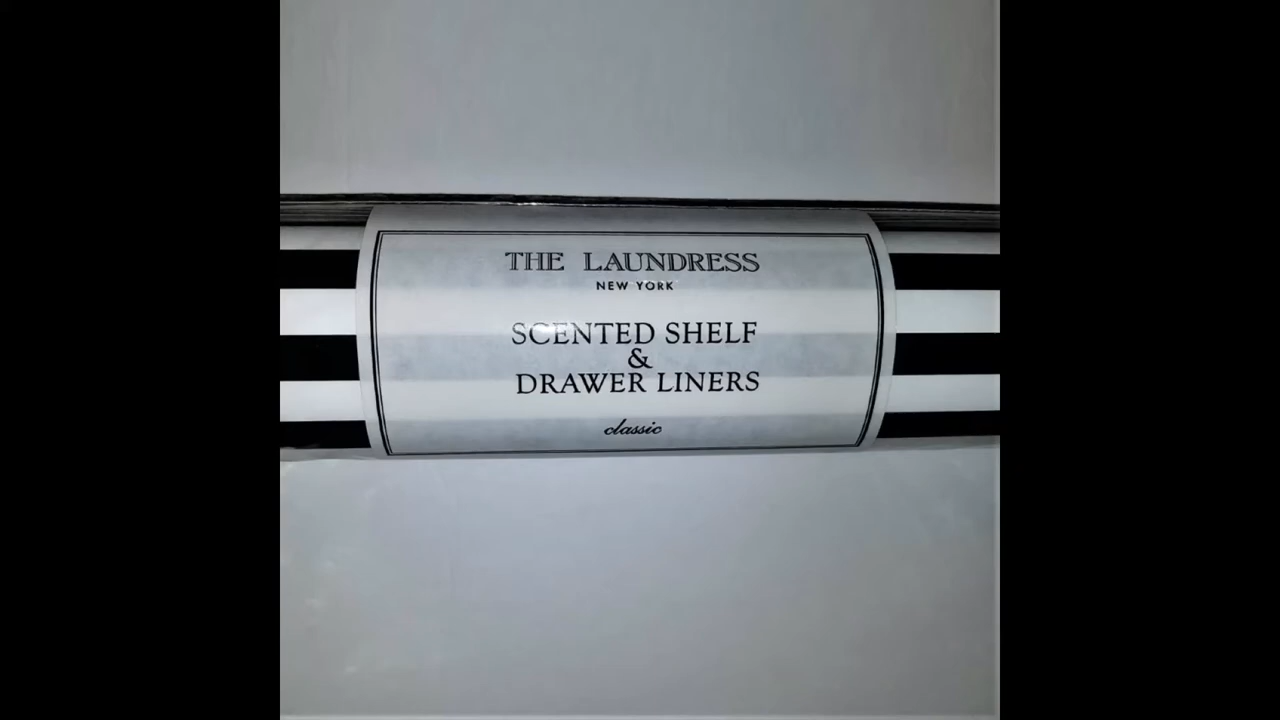 THE LAUNDRESS
NEW YORK
SCENTED SHELF
&
DRAWER LINERS
classic